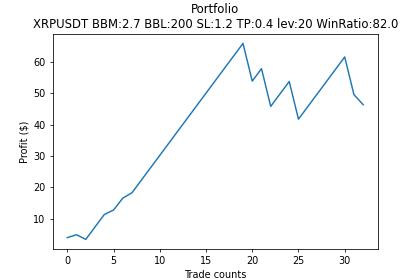 Portfolio
XRPUSDT BBM:2.7 BBL:200 SL:1.2 TP:0.4 lev:20 WinRatio:82.0
Profit ($)
60
50
40
30
20
10
0 5 10 15 20 25 30
Trade counts